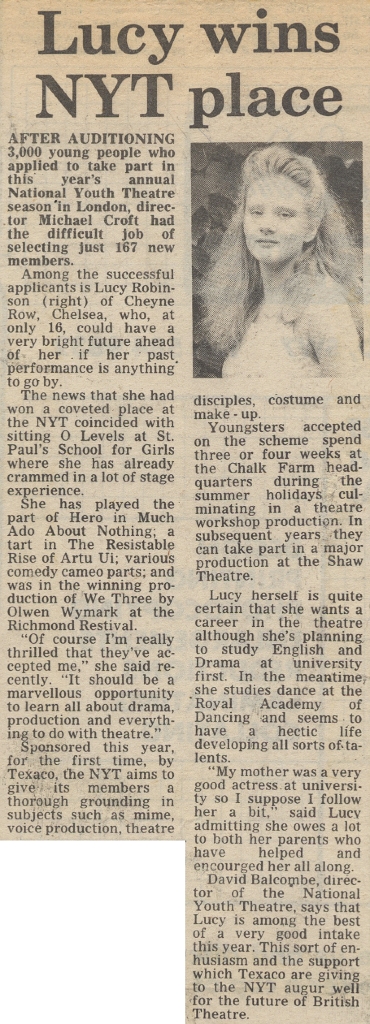 Lucy wins
NYT place
AFTER AUDITIONING
3,000 young people who
applied to take part in
this year's annual
National Youth Theatre
season in London, direc-
tor Michael Croft had
the difficult job of
selecting just 167 new
members.
Among the successful
applicants is Lucy Robin-
son (right) of Cheyne
Row, Chelsea, who, at
only 16, could have a
very bright future ahead
of her if her past
performance is anything
to go by.
The news that she had
won a coveted place at
the NYT coincided with
sitting O Levels at St.
Paul's School for Girls
where she has already
crammed in a lot of stage
experience.
She has played the
part of Hero in Much
Ado About Nothing; a
tart in The Resistable
Rise of Artu Ui; various
comedy cameo parts; and
was in the winning pro-
duction of We Three by
Olwen Wymark at the
Richmond Restival.
"Of course I'm really
thrilled that they've ac-
cepted me," she said re-
cently. "It should be a
marvellous opportunity
to learn all about drama,
production and everyth-
ing to do with theatre."
Sponsored this year,
for the first time, by
Texaco, the NYT aims to
give its members a
thorough grounding in
subjects such as mime,
voice production, theatre
disciples, costume and
make-up.
Youngsters accepted
on the scheme spend
three or four weeks at
the Chalk Farm head-
quarters during the
summer holidays cul-
minating in a theatre
workshop production. In
subsequent years they
can take part in a major
production at the Shaw
Theatre.
Lucy herself is quite
certain that she wants a
career in the theatre
although she's planning
to study English and
Drama at university
first. In the meantime,
she studies dance at the
Royal Academy of
Dancing and seems to
have a hectic life
developing all sorts of ta-
lents.
"My mother was a very
good actress at universi-
ty so I suppose I follow
her a bit," said Lucy
admitting she owes a lot
to both her parents who
have helped and
encourged her all along.
David Balcombe, direc-
tor of the National
Youth Theatre, says that
Lucy is among the best
of a very good intake
this year. This sort of en-
husiasm and the support
which Texaco are giving
to the NYT augur well
for the future of British
Theatre.